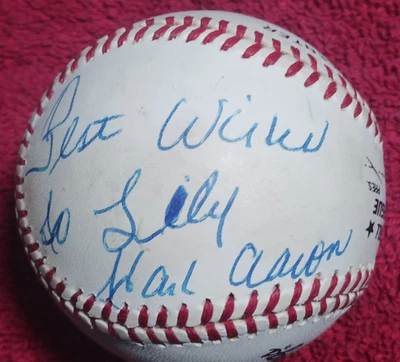 Best Wishes
to Lily
Hank Aaron